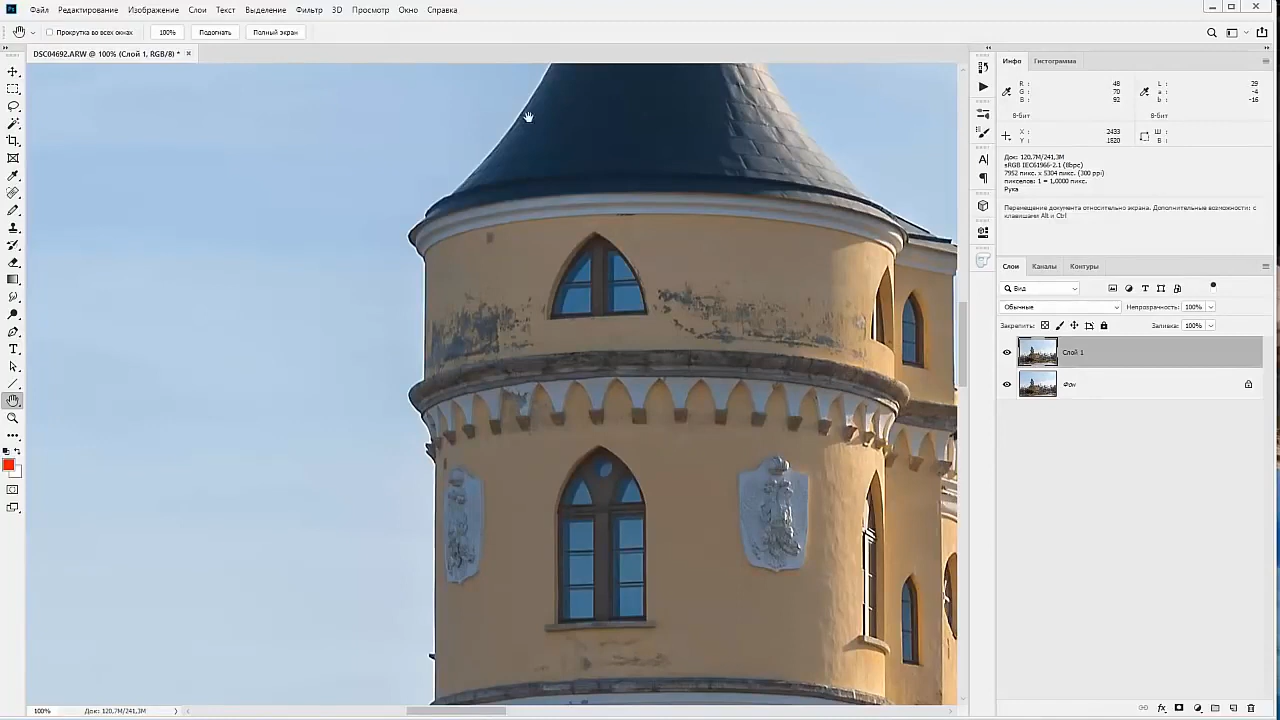 Ps Файл Редактирование Изображение Слои Текст Выделение Фильтр 3D Просмотр Окно Справка
Прокрутка во всех окнах 100% Подогнать Полный экран
DSC04692.ARW @ 100% (Слой 1, RGB/8) *
Инфо Гистограмма
R : 48 L : 29
G : 70 a : -4
B : 92 b : -16
8-бит 8-бит
X : 2433 Ш :
Y : 1820 В :
Док: 120,7M/241,3M
sRGB IEC61966-2.1 (8bpc)
7952 пикс. x 5304 пикс. (300 ppi)
пикселов: 1 = 1,0000 пикс.
Рука
Перемещение документа относительно экрана. Дополнительные возможности: с
клавишами Alt и Ctrl
Слои Каналы Контуры
Вид
Обычные Непрозрачность: 100%
Закрепить: Заливка: 100%
Слой 1
Фон
100% Док: 120,7M/241,3M